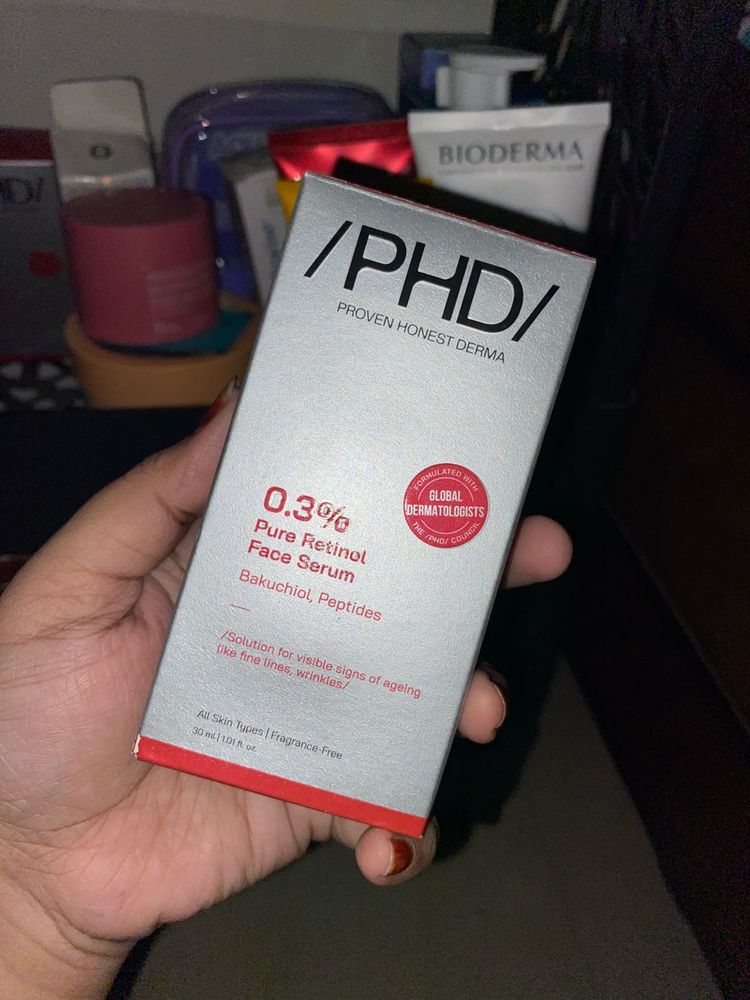 BIODERMA
/PHD/
PROVEN HONEST DERMA
FORMULATED WITH
GLOBAL
DERMATOLOGISTS
THE /PHD/ COUNCIL
0.3%
Pure Retinol
Face Serum
Bakuchiol, Peptides
/Solution for visible signs of ageing
like fine lines, wrinkles/
All Skin Types | Fragrance-Free
30 ml | 1.01 fl. oz.